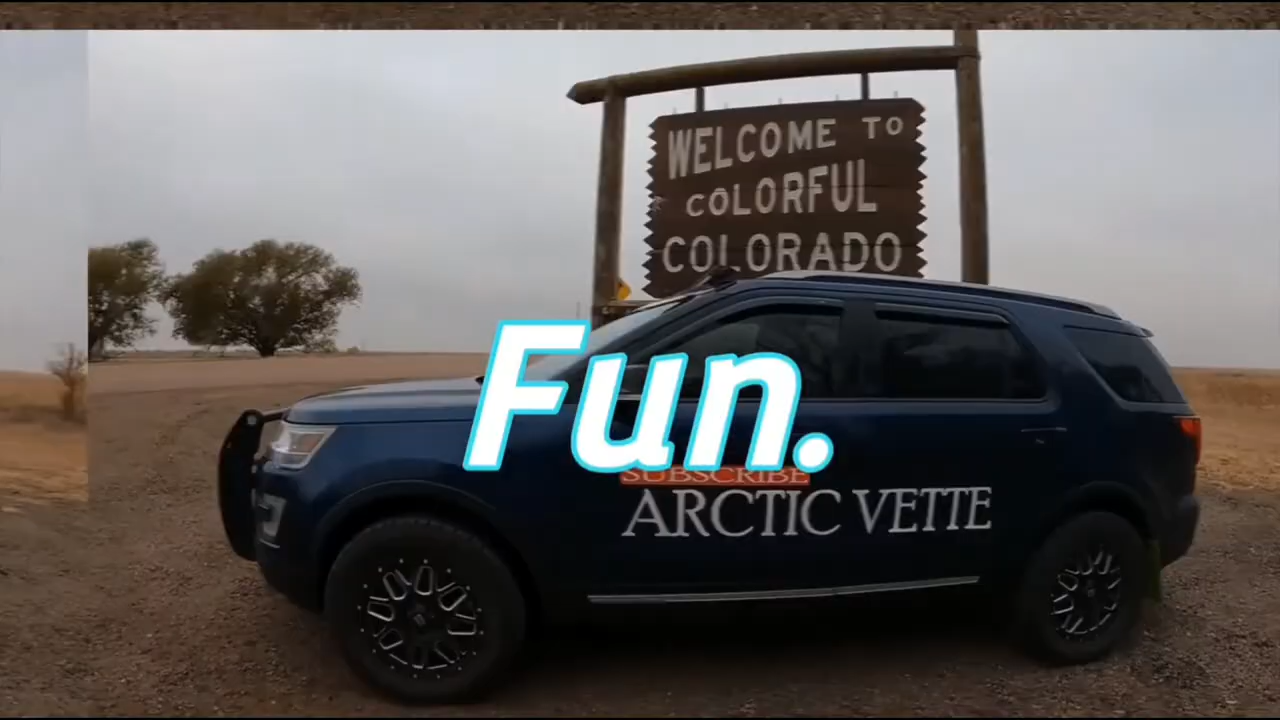 WELCOME TO
COLORFUL
COLORADO
Fun.
SUBSCRIBE
ARCTIC VETTE